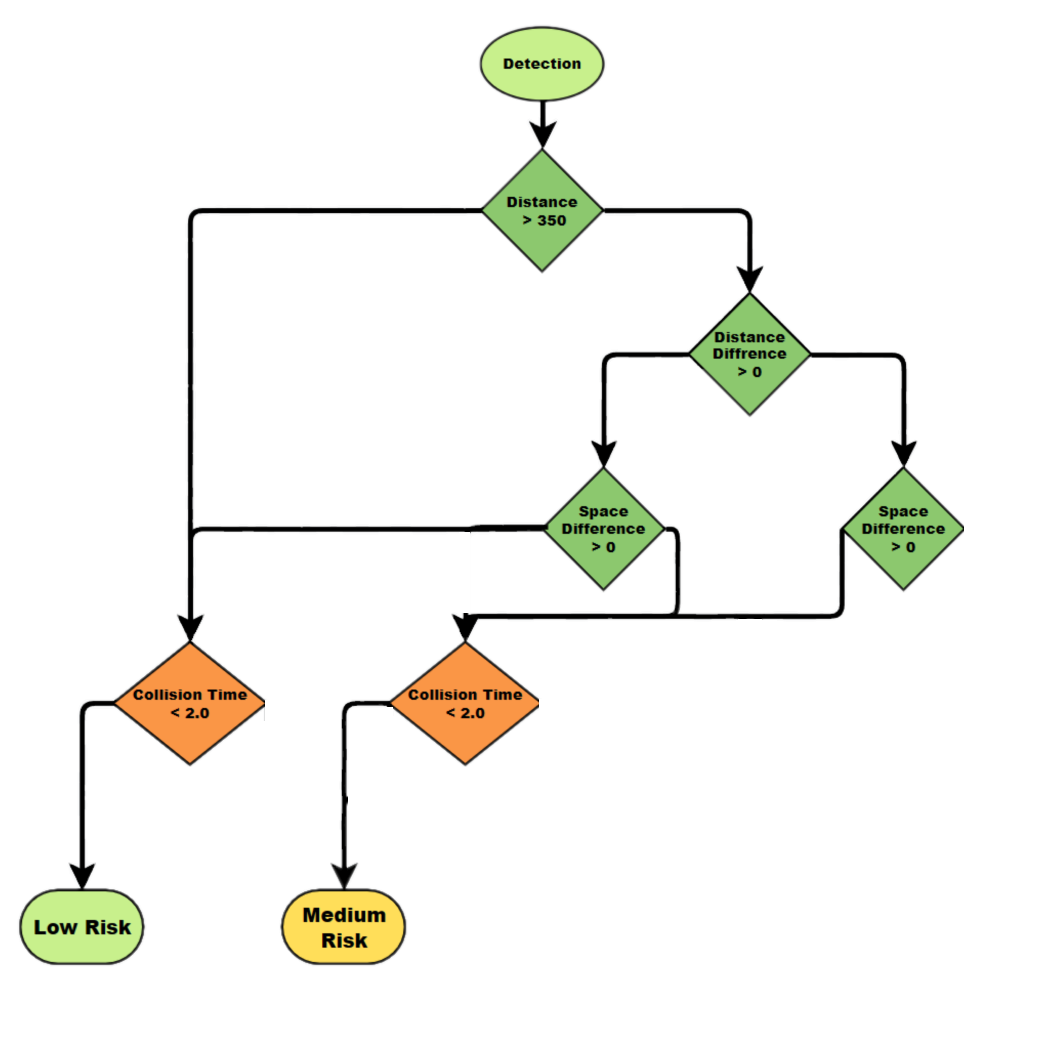 Detection
Distance
> 350
Distance
Diffrence
> 0
Space
Difference
> 0
Space
Difference
> 0
Collision Time
< 2.0
Collision Time
< 2.0
Low Risk
Medium
Risk